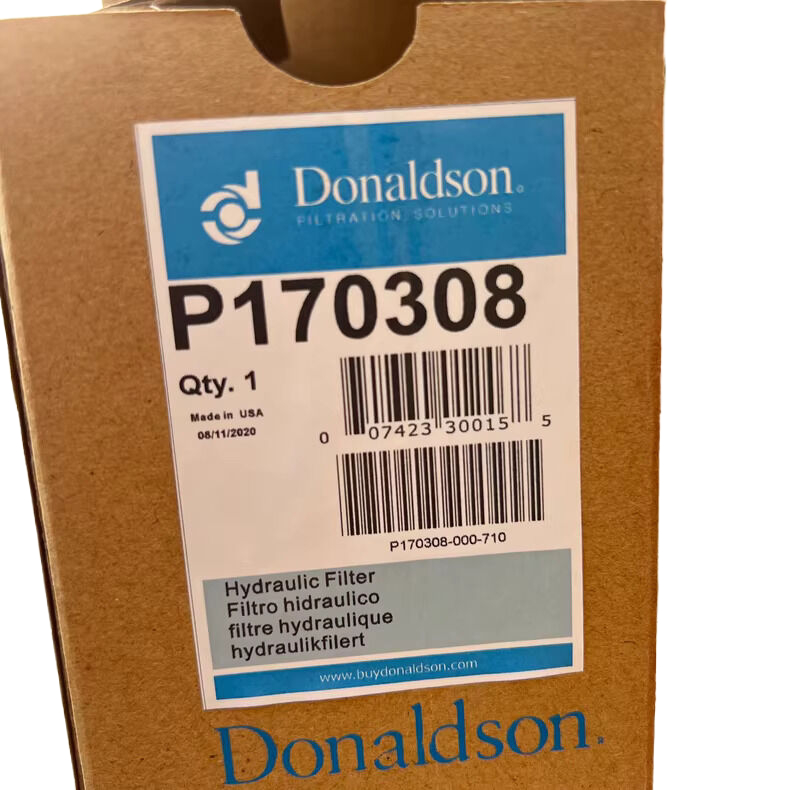 Donaldson®
FILTRATION SOLUTIONS
P170308
Qty. 1
Made in USA
08/11/2020
0 07423 30015 5
P170308-000-710
Hydraulic Filter
Filtro hidraulico
filtre hydraulique
hydraulikfilert
www.buydonaldson.com
Donaldson®